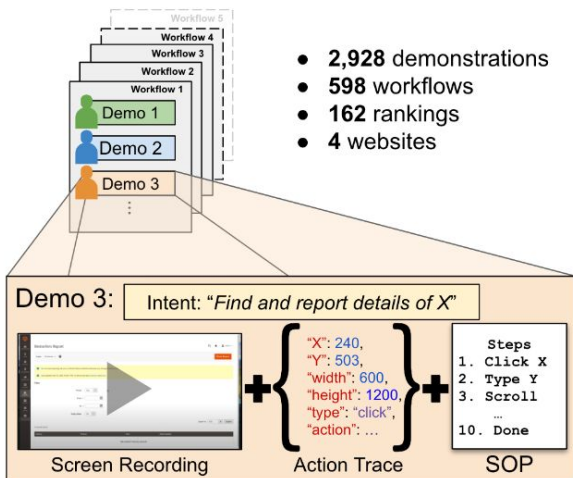 Workflow 5
Workflow 4
Workflow 3
Workflow 2
Workflow 1
Demo 1
Demo 2
Demo 3
● 2,928 demonstrations
● 598 workflows
● 162 rankings
● 4 websites
Demo 3:
Intent: “Find and report details of X”
“X”: 240,
“Y”: 503,
“width”: 600,
“height”: 1200,
“type”: “click”,
“action”: …
Steps
1. Click X
2. Type Y
3. Scroll
…
10. Done
Screen Recording
Action Trace
SOP